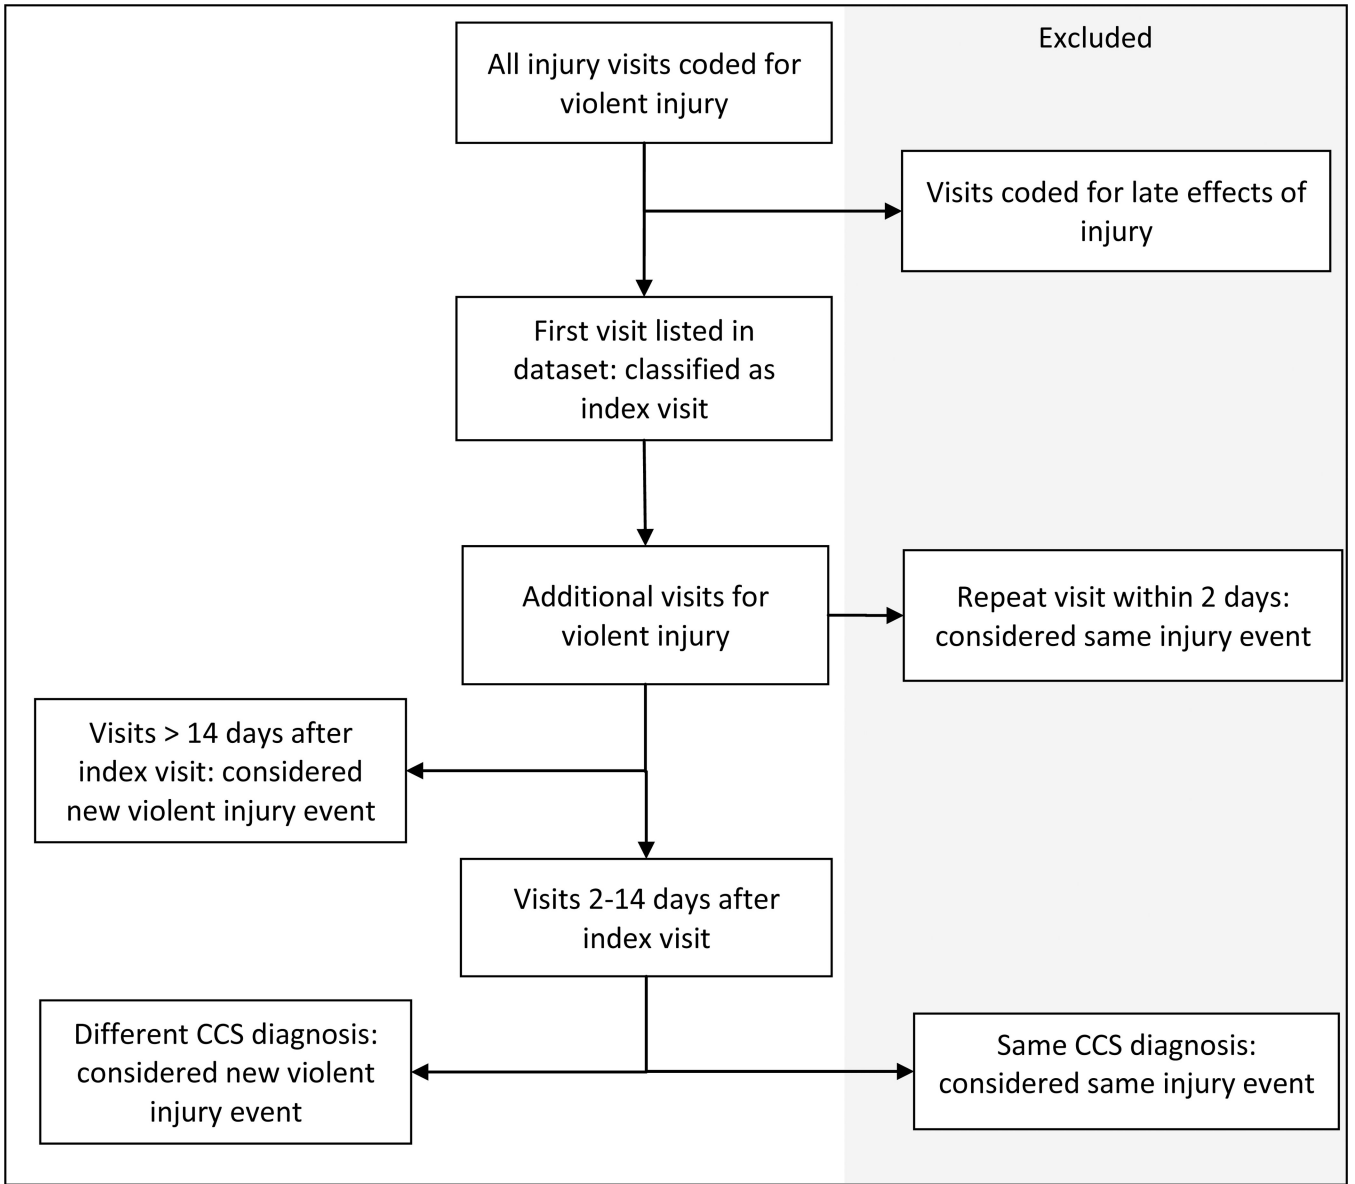 All injury visits coded for
violent injury
Excluded
Visits coded for late effects of
injury
First visit listed in
dataset: classified as
index visit
Additional visits for
violent injury
Repeat visit within 2 days:
considered same injury event
Visits > 14 days after
index visit: considered
new violent injury event
Visits 2-14 days after
index visit
Different CCS diagnosis:
considered new violent
injury event
Same CCS diagnosis:
considered same injury event